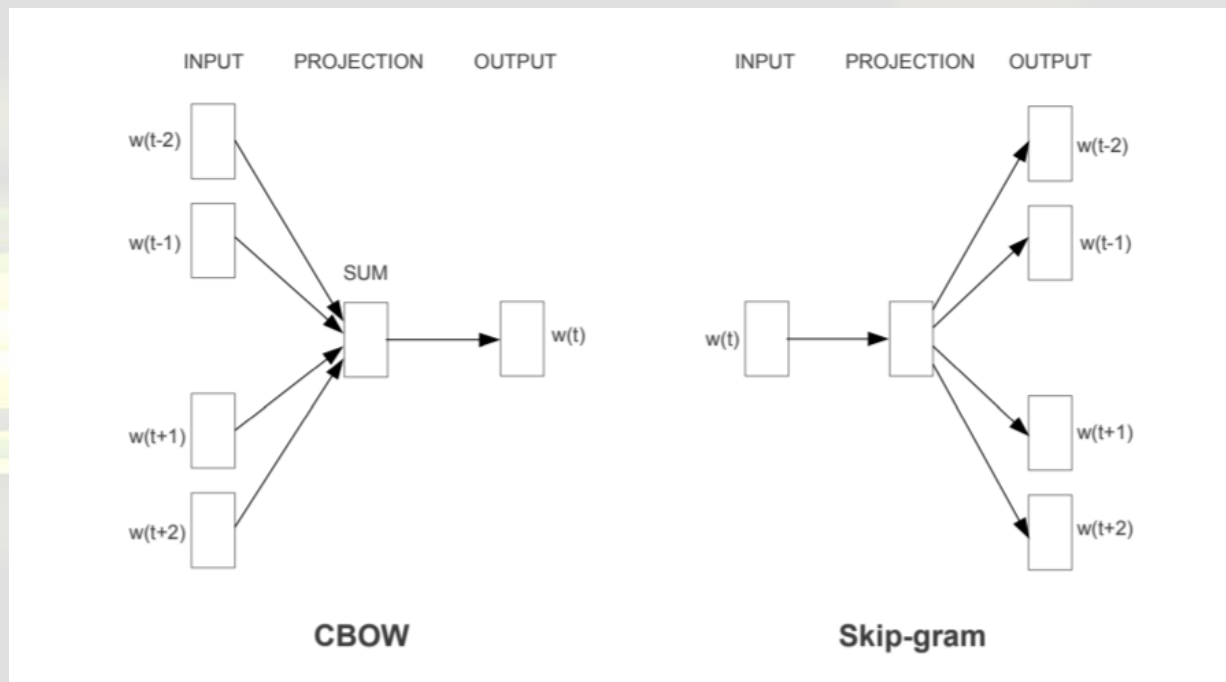 INPUT PROJECTION OUTPUT
w(t-2)
w(t-1)
SUM
w(t)
w(t+1)
w(t+2)
CBOW
INPUT PROJECTION OUTPUT
w(t-2)
w(t-1)
w(t)
w(t+1)
w(t+2)
Skip-gram